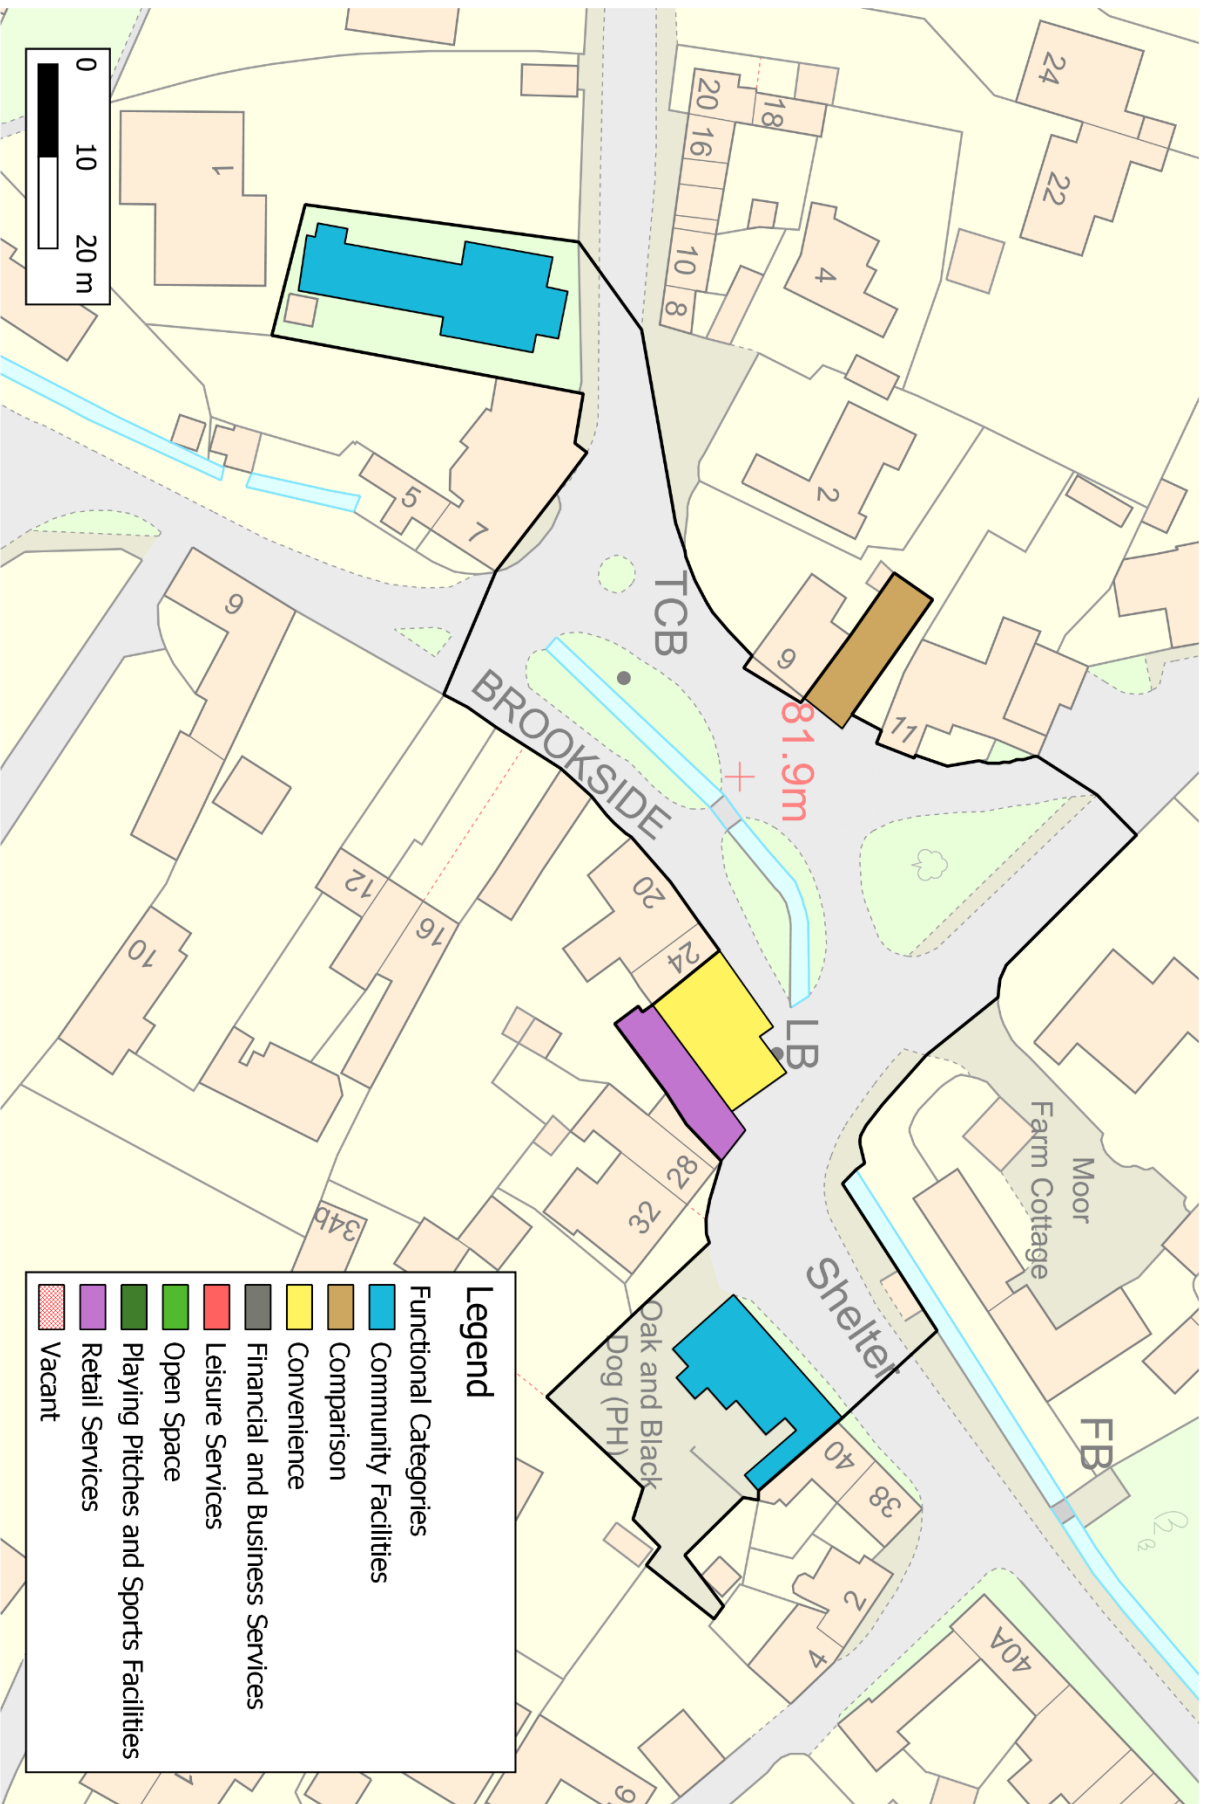 24
22
FB
Moor
Farm Cottage
40A
4
2
9
11
81.9m
LB
Shelter
40
38
2
4
18
20
16
10
8
TCB
BROOKSIDE
20
24
28
32
Oak and Black
Dog (PH)
1
5
7
16
12
34b
6
10
Legend
Functional Categories
Community Facilities
Comparison
Convenience
Financial and Business Services
Leisure Services
Open Space
Playing Pitches and Sports Facilities
Retail Services
Vacant
0 10 20 m